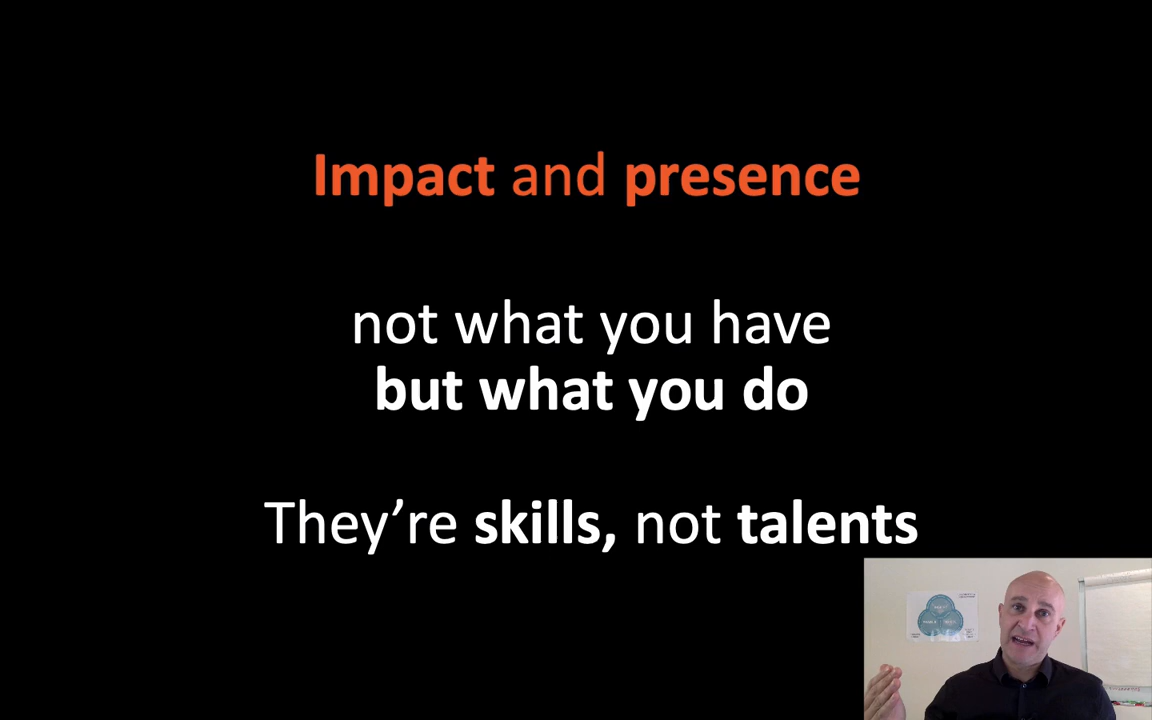 Impact and presence
not what you have
but what you do
They’re skills, not talents